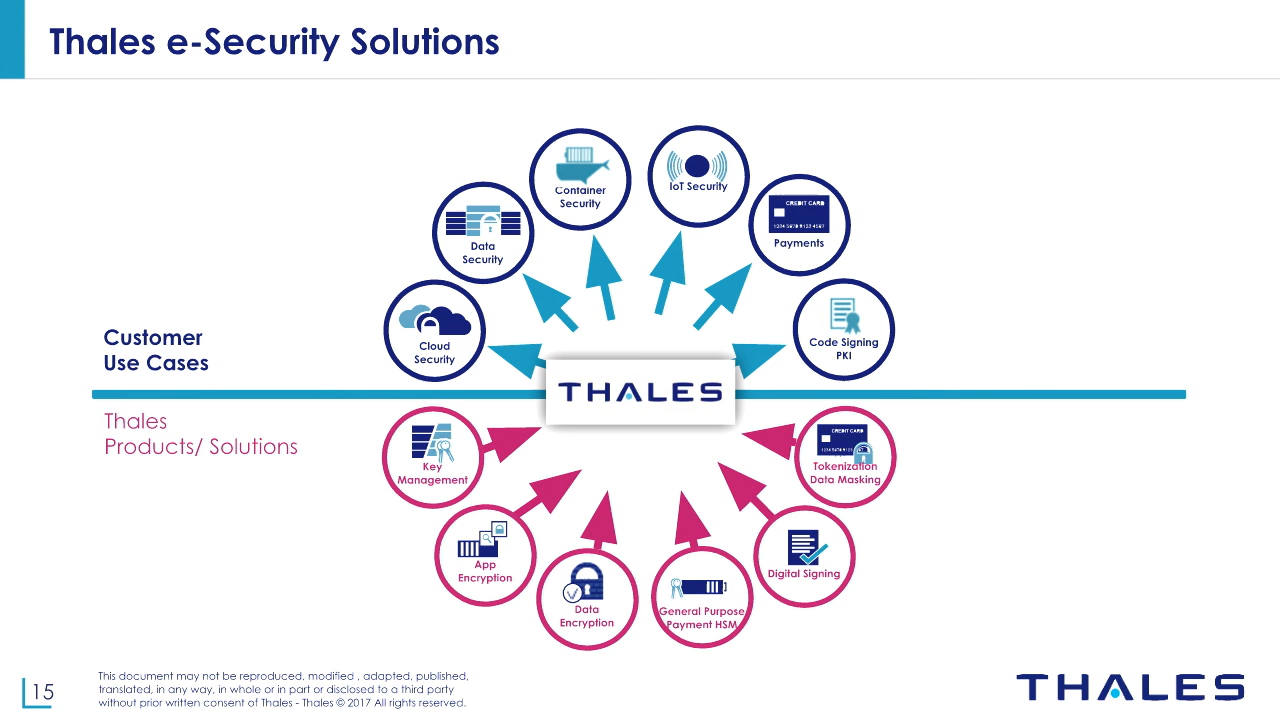 Thales e-Security Solutions
Container
Security
IoT Security
CREDIT CARD
1234 5678 9123 4567
Payments
Data
Security
Cloud
Security
Code Signing
PKI
Customer
Use Cases
THALES
Thales
Products/ Solutions
Key
Management
CREDIT CARD
Tokenization
Data Masking
App
Encryption
Digital Signing
Data
Encryption
General Purpose
Payment HSM
15
This document may not be reproduced, modified , adapted, published,
translated, in any way, in whole or in part or disclosed to a third party
without prior written consent of Thales - Thales © 2017 All rights reserved.
THALES